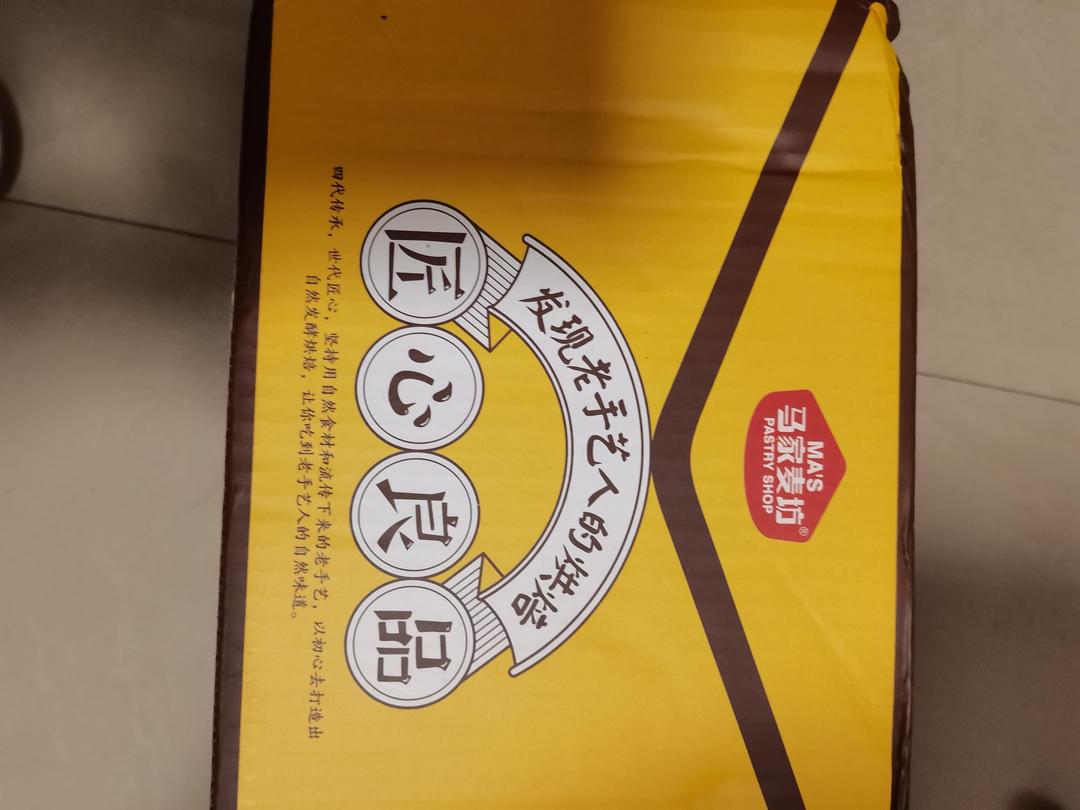 MA'S
马家麦坊®
PASTRY SHOP
发现老手艺人的烘焙
匠心良品
四代传承，世代匠心，坚持用自然食材和流传下来的老手艺，以初心去打造出
自然发酵烘焙，让你吃到老手艺人的自然味道。